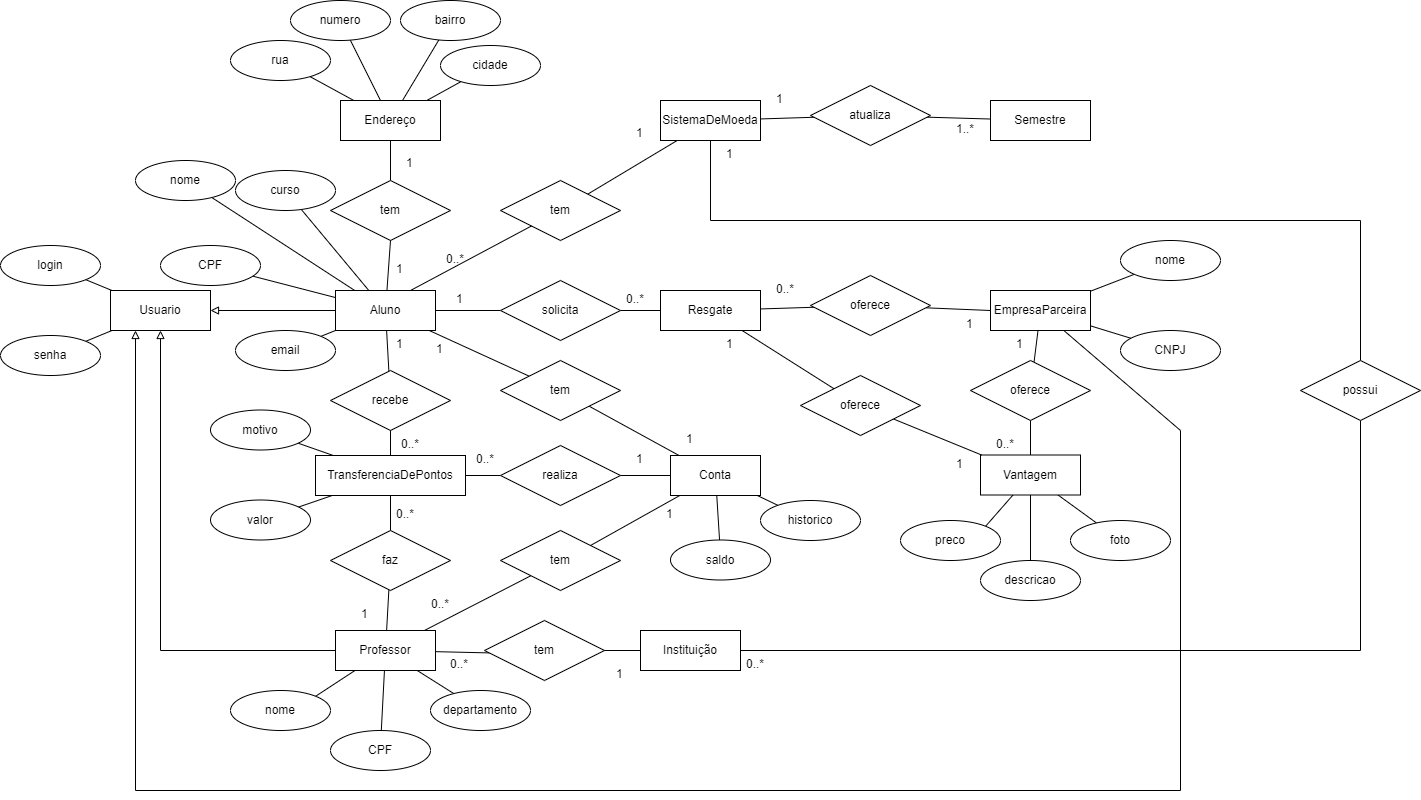 numero
bairro
rua
cidade
Endereço
SistemaDeMoeda
1
atualiza
1..*
Semestre
1
1
1
nome
curso
tem
tem
login
CPF
1
0..*
nome
Usuario
Aluno
1
solicita
0..*
Resgate
0..*
oferece
1
EmpresaParceira
senha
email
1
1
1
1
CNPJ
recebe
tem
oferece
oferece
possui
motivo
0..*
1
0..*
1
TransferenciaDePontos
0..*
realiza
1
Conta
Vantagem
valor
0..*
1
historico
preco
foto
faz
tem
saldo
descricao
1
0..*
Professor
0..*
tem
1
Instituição
0..*
nome
departamento
CPF